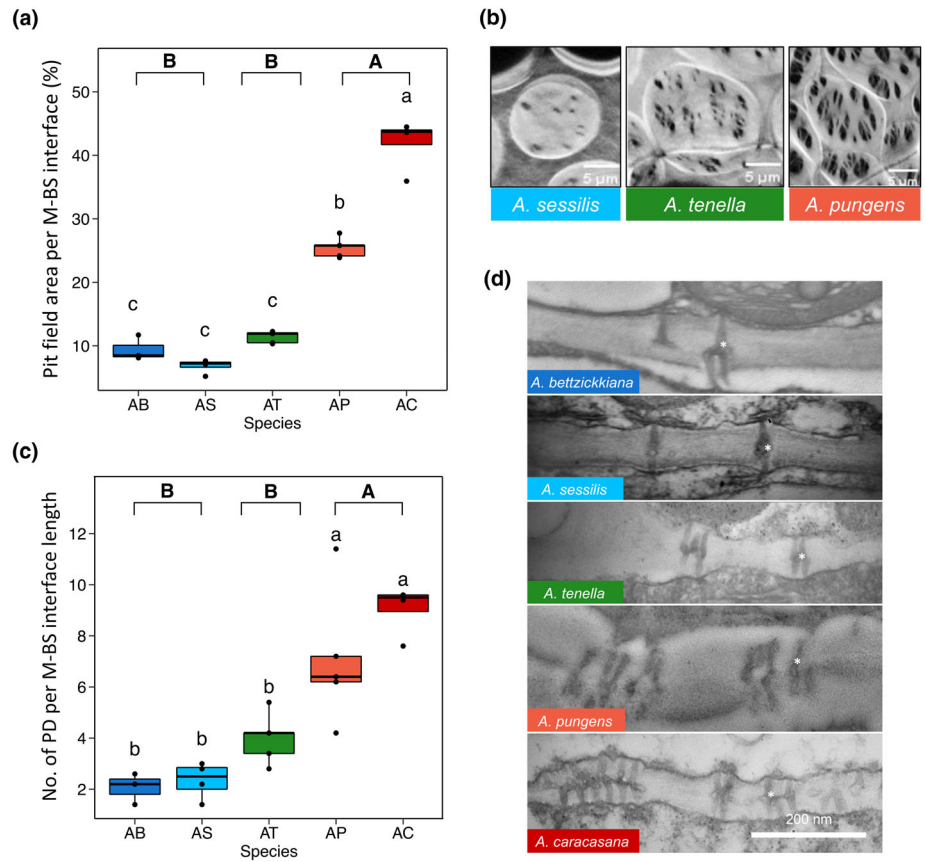 (a)
Pit field area per M-BS interface (%)
50
40
30
20
10
B
B
A
c
c
c
b
a
AB AS AT AP AC
Species
(b)
5 µm
5 µm
5 µm
A. sessilis
A. tenella
A. pungens
(c)
No. of PD per M-BS interface length
12
10
8
6
4
2
B
B
A
b
b
b
a
a
AB AS AT AP AC
Species
(d)
*
A. bettzickkiana
*
A. sessilis
*
A. tenella
*
A. pungens
*
200 nm
A. caracasana